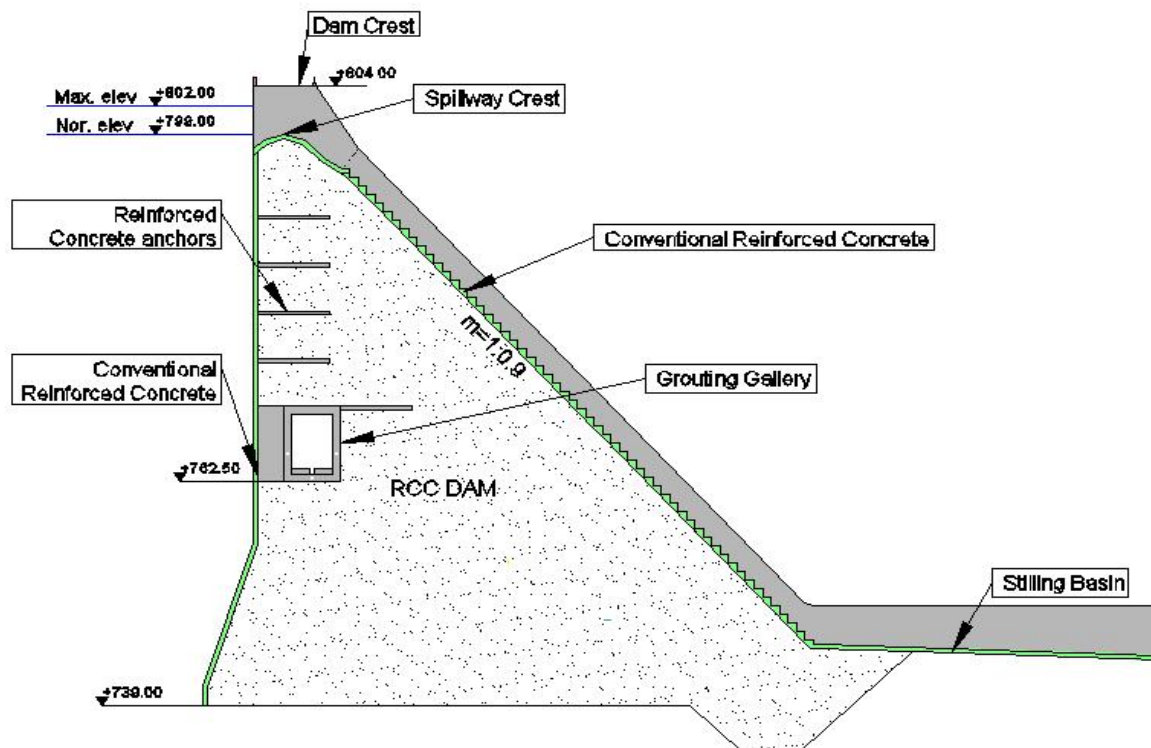 Dam Crest
+804.00
Max. elev +802.00
Spillway Crest
Nor. elev +799.00
Reinforced
Concrete anchors
Conventional Reinforced Concrete
m=1:0.9
Conventional
Reinforced Concrete
Grouting Gallery
+762.50
RCC DAM
Stilling Basin
+739.00